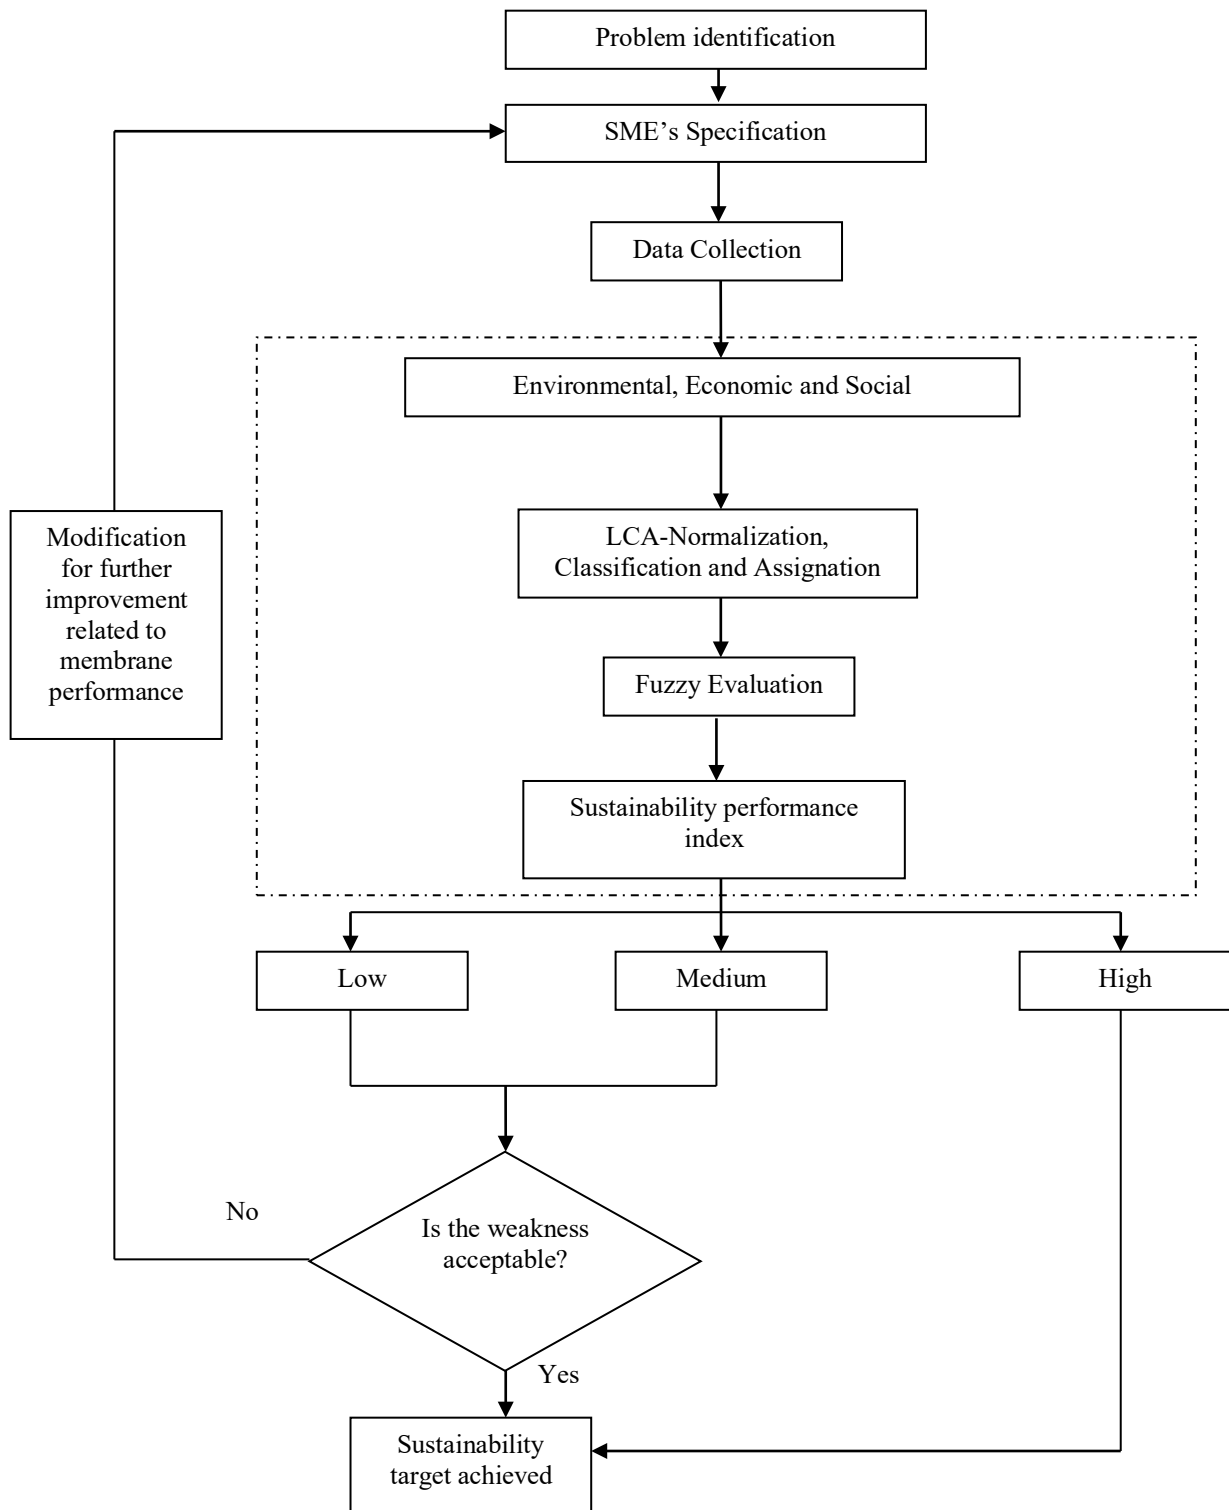 Problem identification
SME’s Specification
Data Collection
Environmental, Economic and Social
LCA-Normalization,
Classification and Assignation
Modification
for further
improvement
related to
membrane
performance
Fuzzy Evaluation
Sustainability performance
index
Low
Medium
High
No
Is the weakness
acceptable?
Yes
Sustainability
target achieved